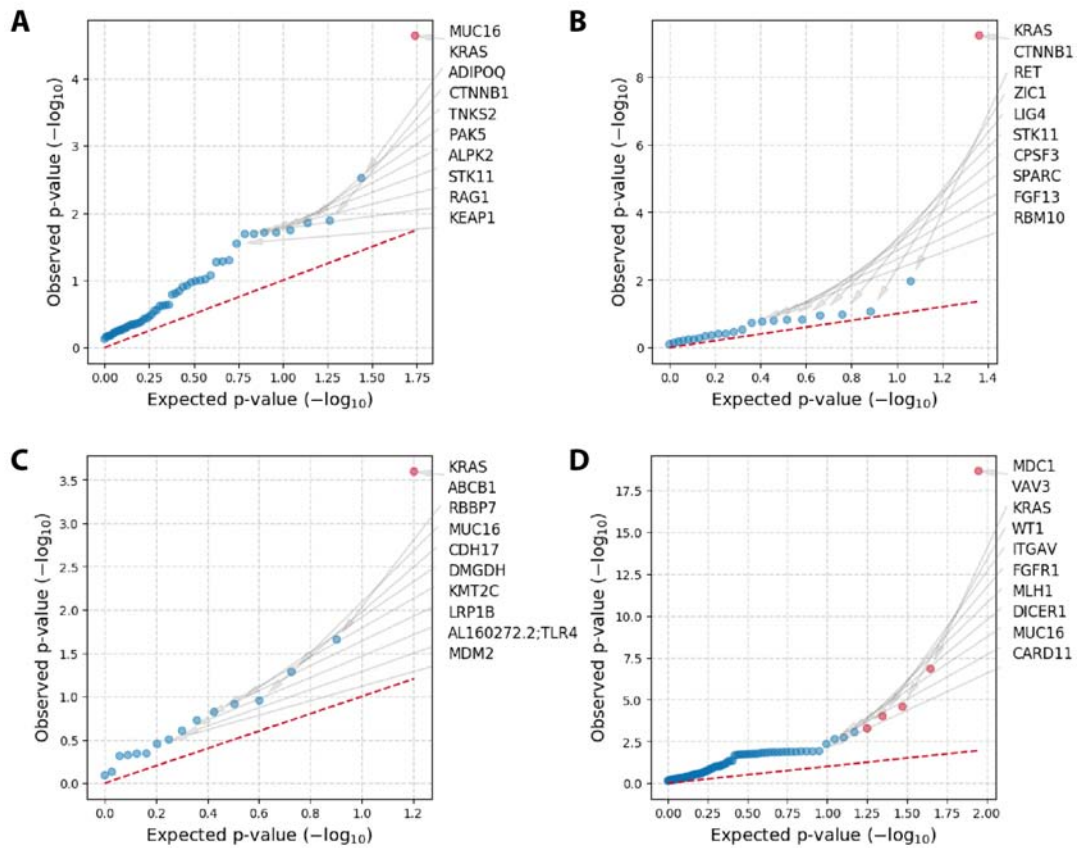 A
Observed p-value (−log10)
4
3
2
1
0
0.00 0.25 0.50 0.75 1.00 1.25 1.50 1.75
Expected p-value (−log10)
MUC16
KRAS
ADIPOQ
CTNNB1
TNKS2
PAK5
ALPK2
STK11
RAG1
KEAP1
B
Observed p-value (−log10)
8
6
4
2
0
0.0 0.2 0.4 0.6 0.8 1.0 1.2 1.4
Expected p-value (−log10)
KRAS
CTNNB1
RET
ZIC1
LIG4
STK11
CPSF3
SPARC
FGF13
RBM10
C
Observed p-value (−log10)
3.5
3.0
2.5
2.0
1.5
1.0
0.5
0.0
0.0 0.2 0.4 0.6 0.8 1.0 1.2
Expected p-value (−log10)
KRAS
ABCB1
RBBP7
MUC16
CDH17
DMGDH
KMT2C
LRP1B
AL160272.2;TLR4
MDM2
D
Observed p-value (−log10)
17.5
15.0
12.5
10.0
7.5
5.0
2.5
0.0
0.00 0.25 0.50 0.75 1.00 1.25 1.50 1.75 2.00
Expected p-value (−log10)
MDC1
VAV3
KRAS
WT1
ITGAV
FGFR1
MLH1
DICER1
MUC16
CARD11